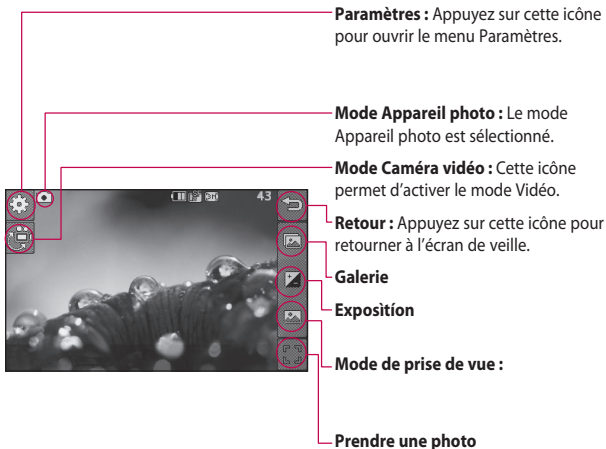 Paramètres : Appuyez sur cette icône
pour ouvrir le menu Paramètres.
Mode Appareil photo : Le mode
Appareil photo est sélectionné.
Mode Caméra vidéo : Cette icône
permet d'activer le mode Vidéo.
43
Retour : Appuyez sur cette icône pour
retourner à l'écran de veille.
Galerie
Exposìtíon
Mode de prise de vue :
Prendre une photo